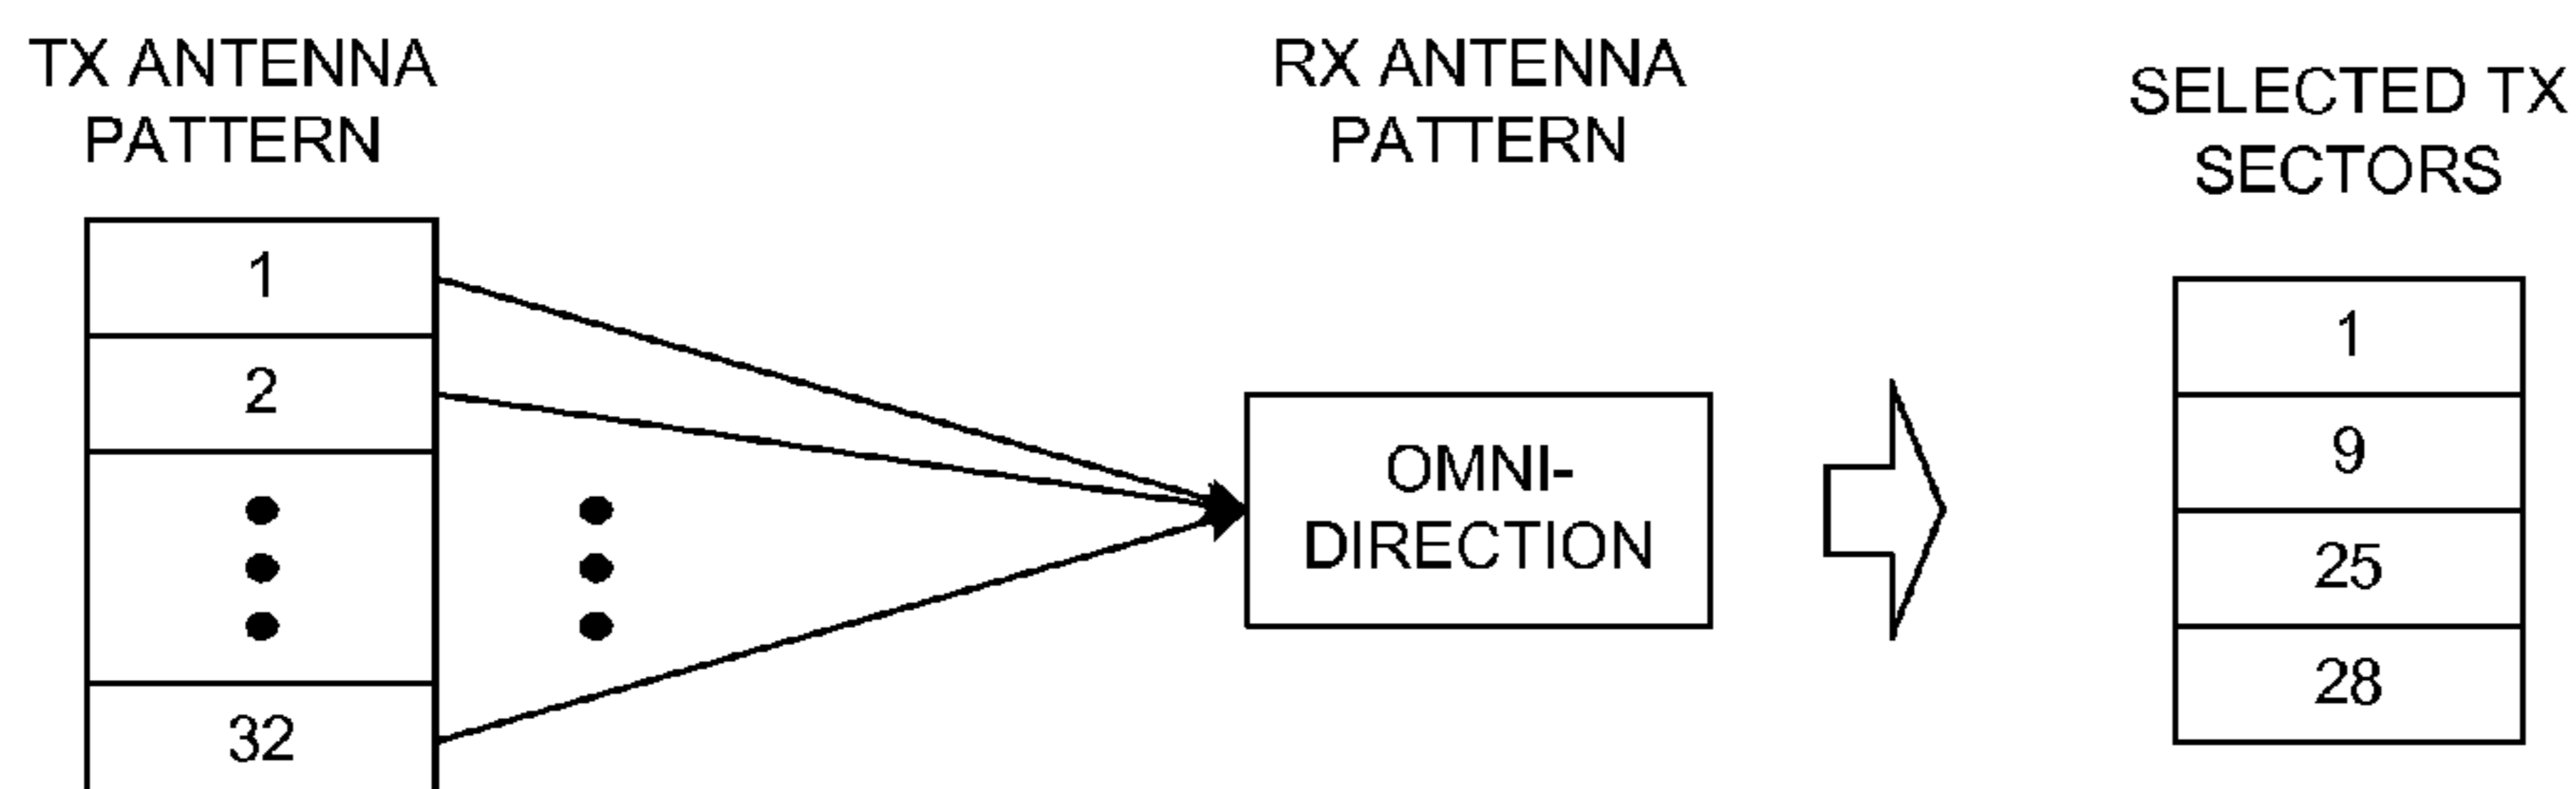 TX ANTENNA
PATTERN
1
2
32
RX ANTENNA
PATTERN
OMNI-
DIRECTION
SELECTED TX
SECTORS
1
9
25
28